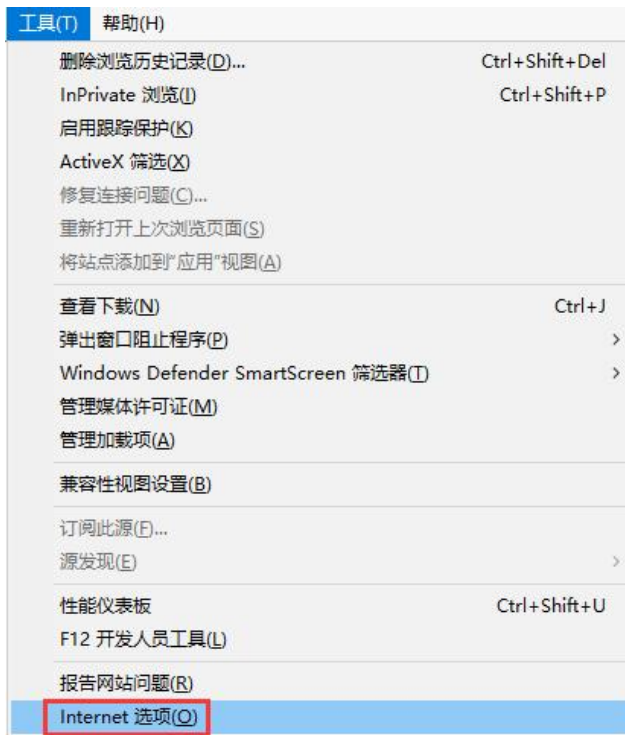 工具(T) 帮助(H)
删除浏览历史记录(D)... Ctrl+Shift+Del
InPrivate 浏览(I) Ctrl+Shift+P
启用跟踪保护(K)
ActiveX 筛选(X)
修复连接问题(C)...
重新打开上次浏览页面(S)
将站点添加到"应用"视图(A)
查看下载(N) Ctrl+J
弹出窗口阻止程序(P)
Windows Defender SmartScreen 筛选器(T)
管理媒体许可证(M)
管理加载项(A)
兼容性视图设置(B)
订阅此源(F)...
源发现(E)
性能仪表板 Ctrl+Shift+U
F12 开发人员工具(L)
报告网站问题(R)
Internet 选项(O)